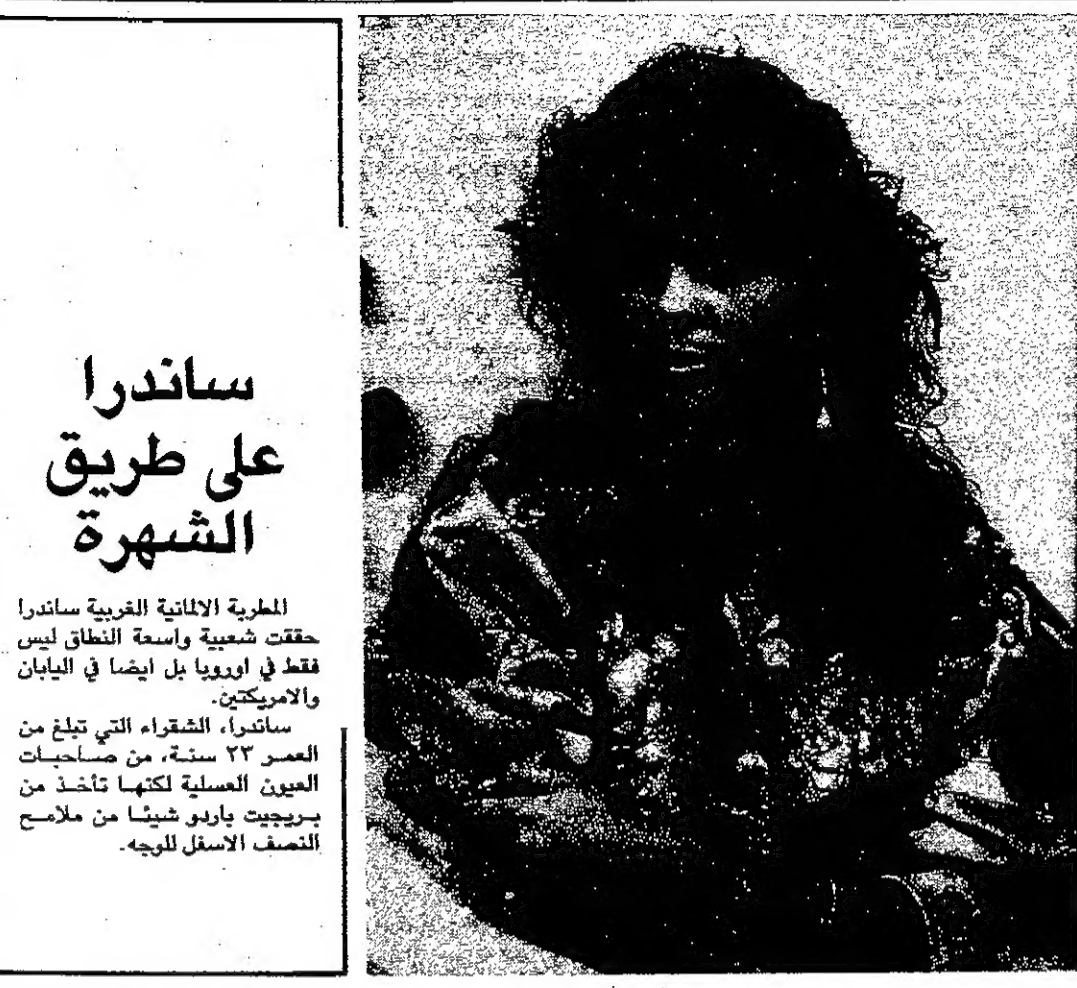 ساندرا
على طريق
الشهرة
المطربة الالمانية الغربية ساندرا
حققت شعبية واسعة النطاق ليس
فقط في اوروبا بل ايضا في اليابان
والامريكتين.
ساندرا، الشقراء التي تبلغ من
العمر ٢٣ سنة، من صاحبات
العيون العسلية لكنها تأخذ من
بريجيت باردو شيئا من ملامح
النصف الاسفل للوجه.